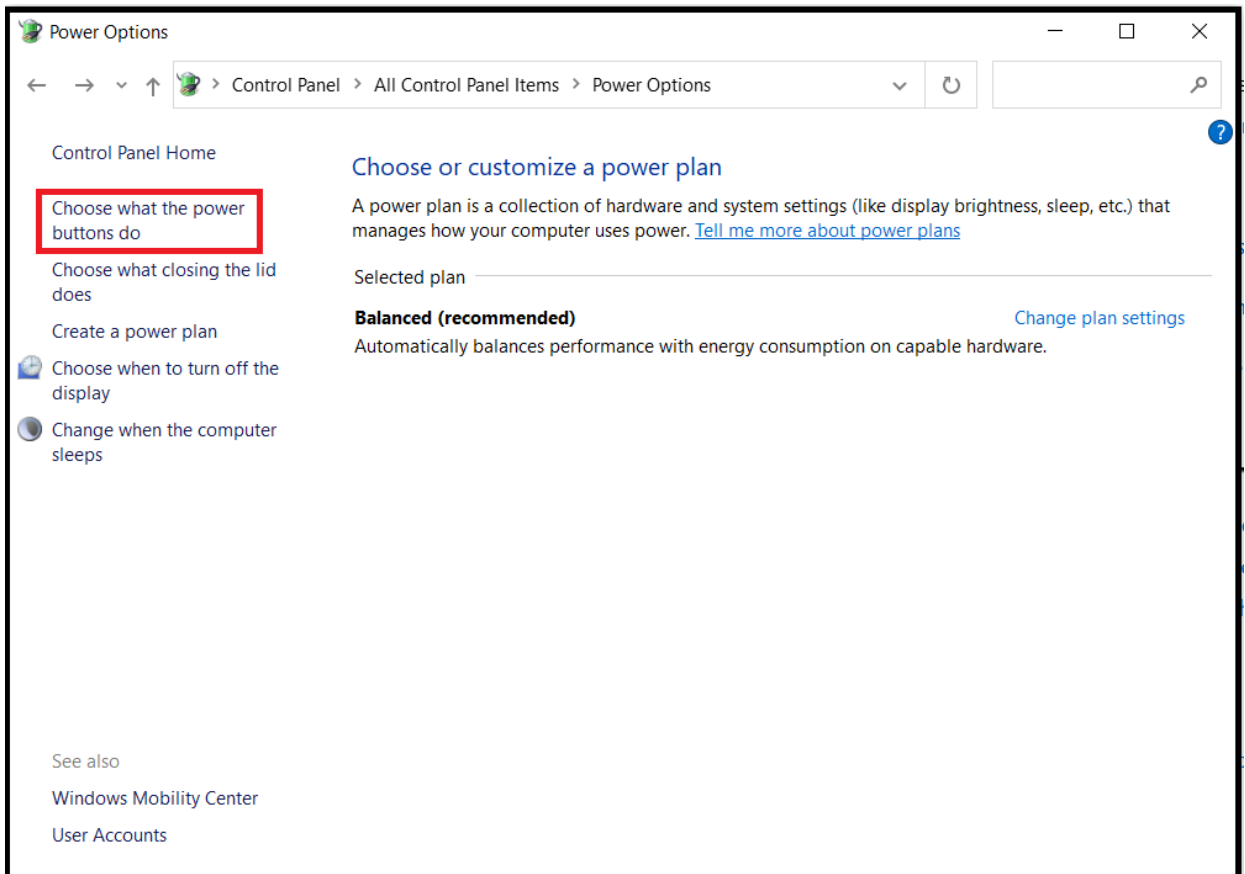 Power Options
Control Panel > All Control Panel Items > Power Options
Control Panel Home
Choose what the power
buttons do
Choose what closing the lid
does
Create a power plan
Choose when to turn off the
display
Change when the computer
sleeps
Choose or customize a power plan
A power plan is a collection of hardware and system settings (like display brightness, sleep, etc.) that
manages how your computer uses power. Tell me more about power plans
Selected plan
Balanced (recommended)
Change plan settings
Automatically balances performance with energy consumption on capable hardware.
See also
Windows Mobility Center
User Accounts